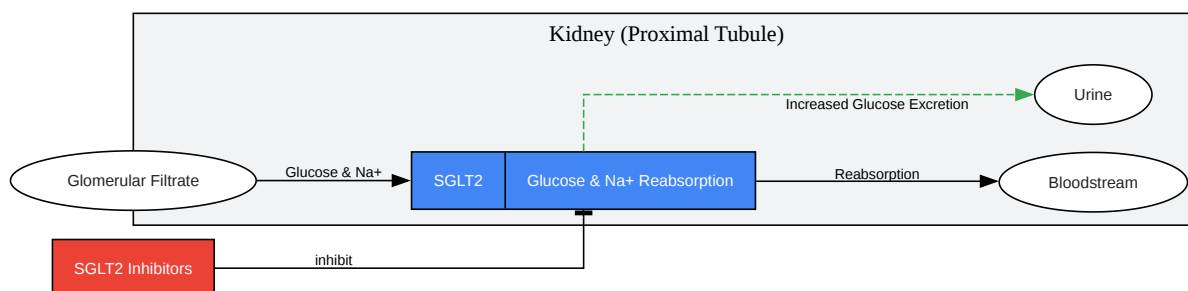 Kidney (Proximal Tubule)
Urine
Increased Glucose Excretion
Glomerular Filtrate
Glucose & Na+
SGLT2
Glucose & Na+ Reabsorption
Reabsorption
Bloodstream
SGLT2 Inhibitors
inhibit